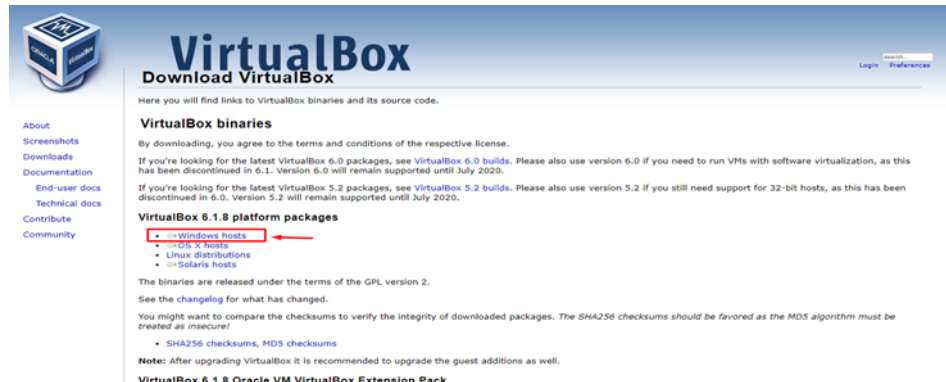 VirtualBox
Download VirtualBox
search...
Login Preferences
Here you will find links to VirtualBox binaries and its source code.
About
Screenshots
Downloads
Documentation
End-user docs
Technical docs
Contribute
Community
VirtualBox binaries
By downloading, you agree to the terms and conditions of the respective license.
If you're looking for the latest VirtualBox 6.0 packages, see VirtualBox 6.0 builds. Please also use version 6.0 if you need to run VMs with software virtualization, as this
has been discontinued in 6.1. Version 6.0 will remain supported until July 2020.
If you're looking for the latest VirtualBox 5.2 packages, see VirtualBox 5.2 builds. Please also use version 5.2 if you still need support for 32-bit hosts, as this has been
discontinued in 6.0. Version 5.2 will remain supported until July 2020.
VirtualBox 6.1.8 platform packages
Windows hosts
OS X hosts
Linux distributions
Solaris hosts
The binaries are released under the terms of the GPL version 2.
See the changelog for what has changed.
You might want to compare the checksums to verify the integrity of downloaded packages. The SHA256 checksums should be favored as the MD5 algorithm must be
treated as insecure!
SHA256 checksums, MD5 checksums
Note: After upgrading VirtualBox it is recommended to upgrade the guest additions as well.
VirtualBox 6.1.8 Oracle VM VirtualBox Extension Pack